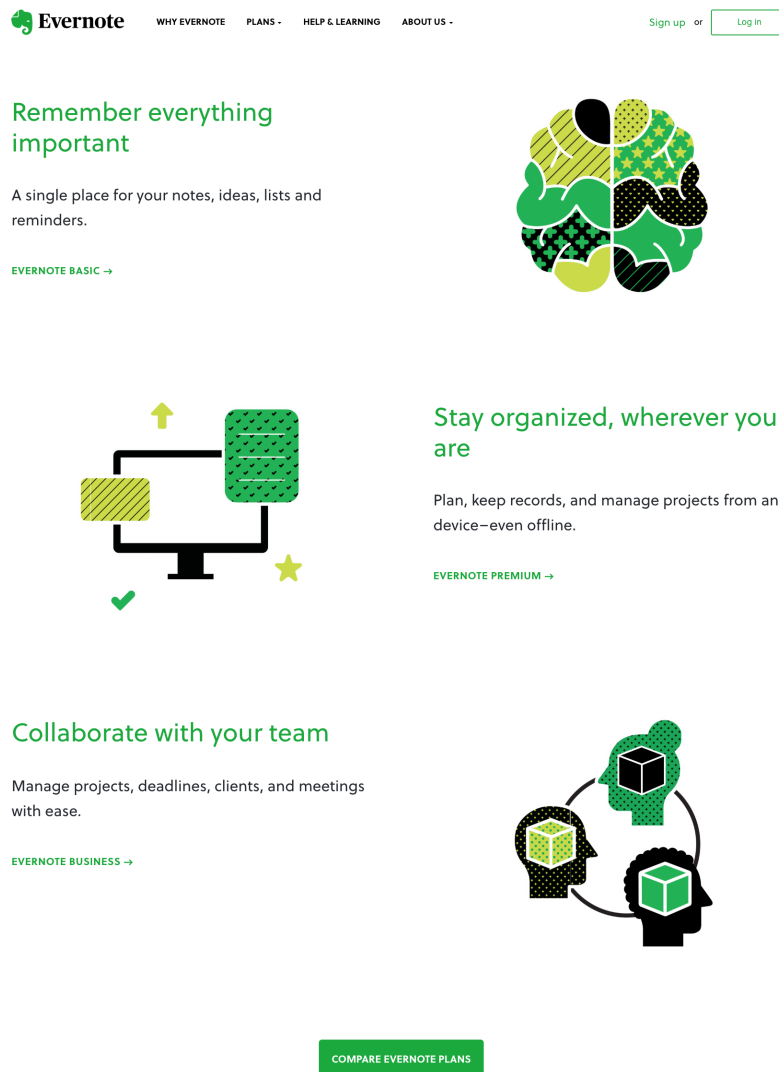 Evernote
WHY EVERNOTE
PLANS
HELP & LEARNING
ABOUT US
Sign up or Log in
Remember everything
important
A single place for your notes, ideas, lists and
reminders.
EVERNOTE BASIC →
Stay organized, wherever you
are
Plan, keep records, and manage projects from an
device–even offline.
EVERNOTE PREMIUM →
Collaborate with your team
Manage projects, deadlines, clients, and meetings
with ease.
EVERNOTE BUSINESS →
COMPARE EVERNOTE PLANS